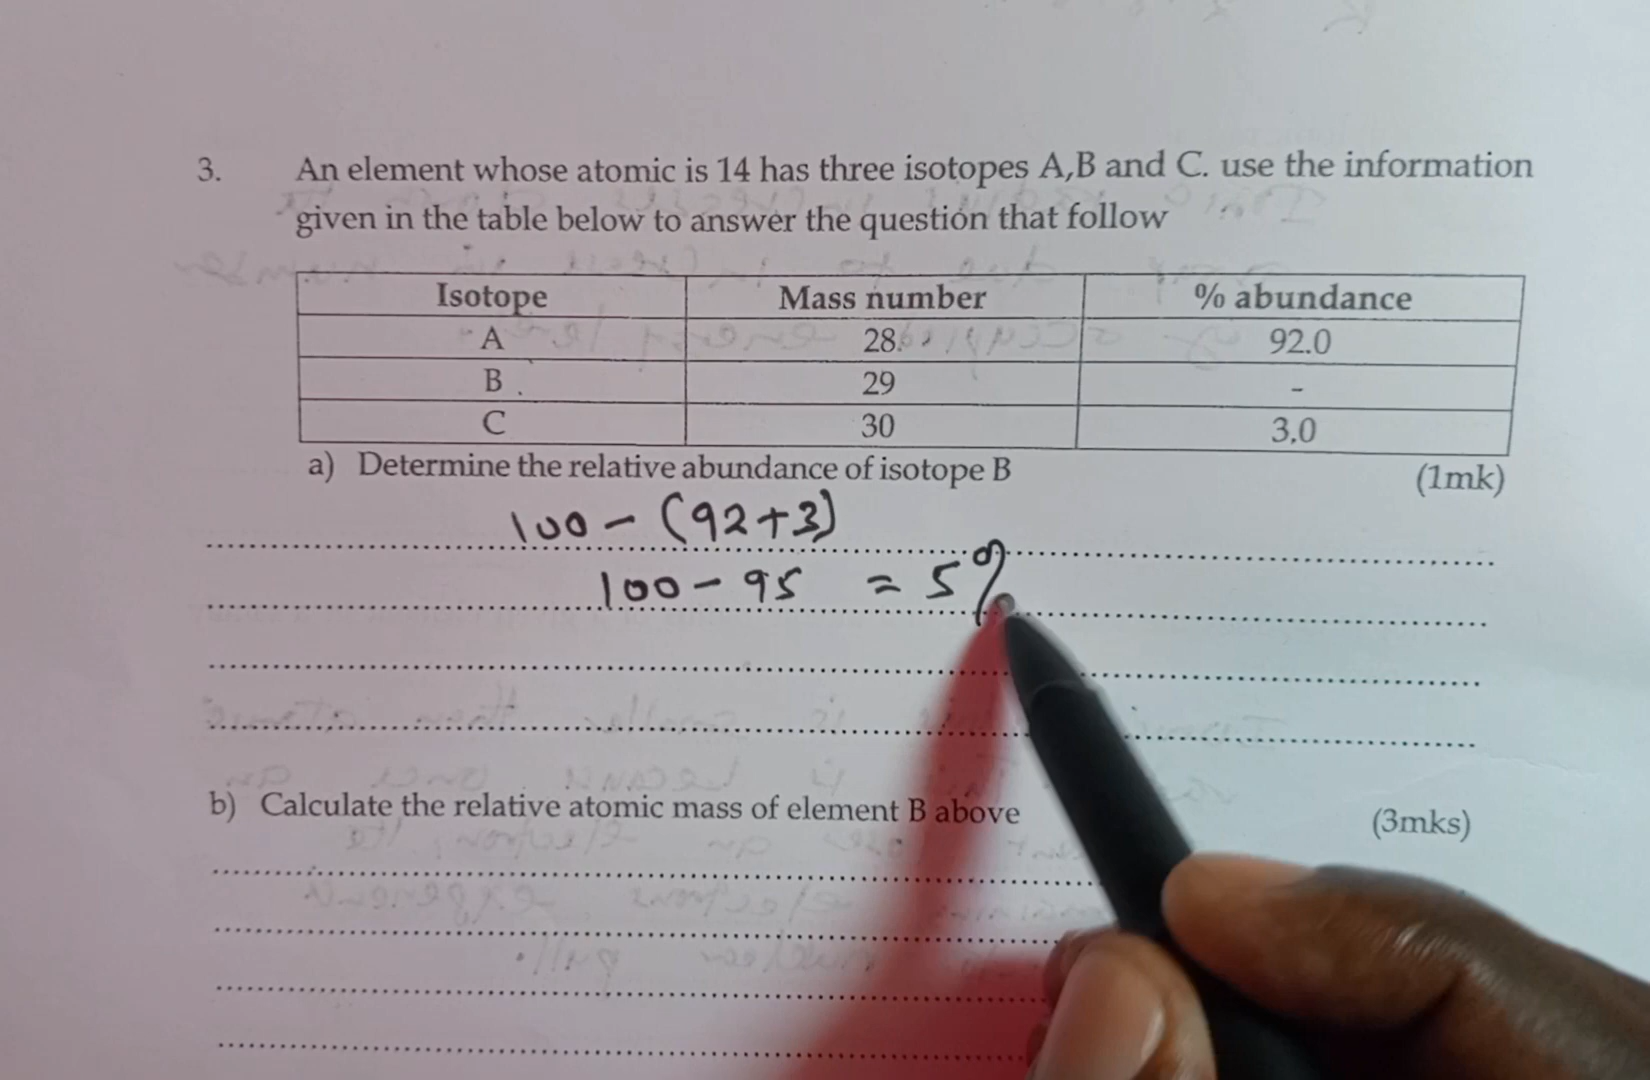 3. An element whose atomic is 14 has three isotopes A,B and C. use the information
given in the table below to answer the question that follow
Isotope Mass number % abundance
A 28 92.0
B 29 -
C 30 3.0
a) Determine the relative abundance of isotope B (1mk)
100 - (92+3)
100 - 95 = 5%
b) Calculate the relative atomic mass of element B above (3mks)